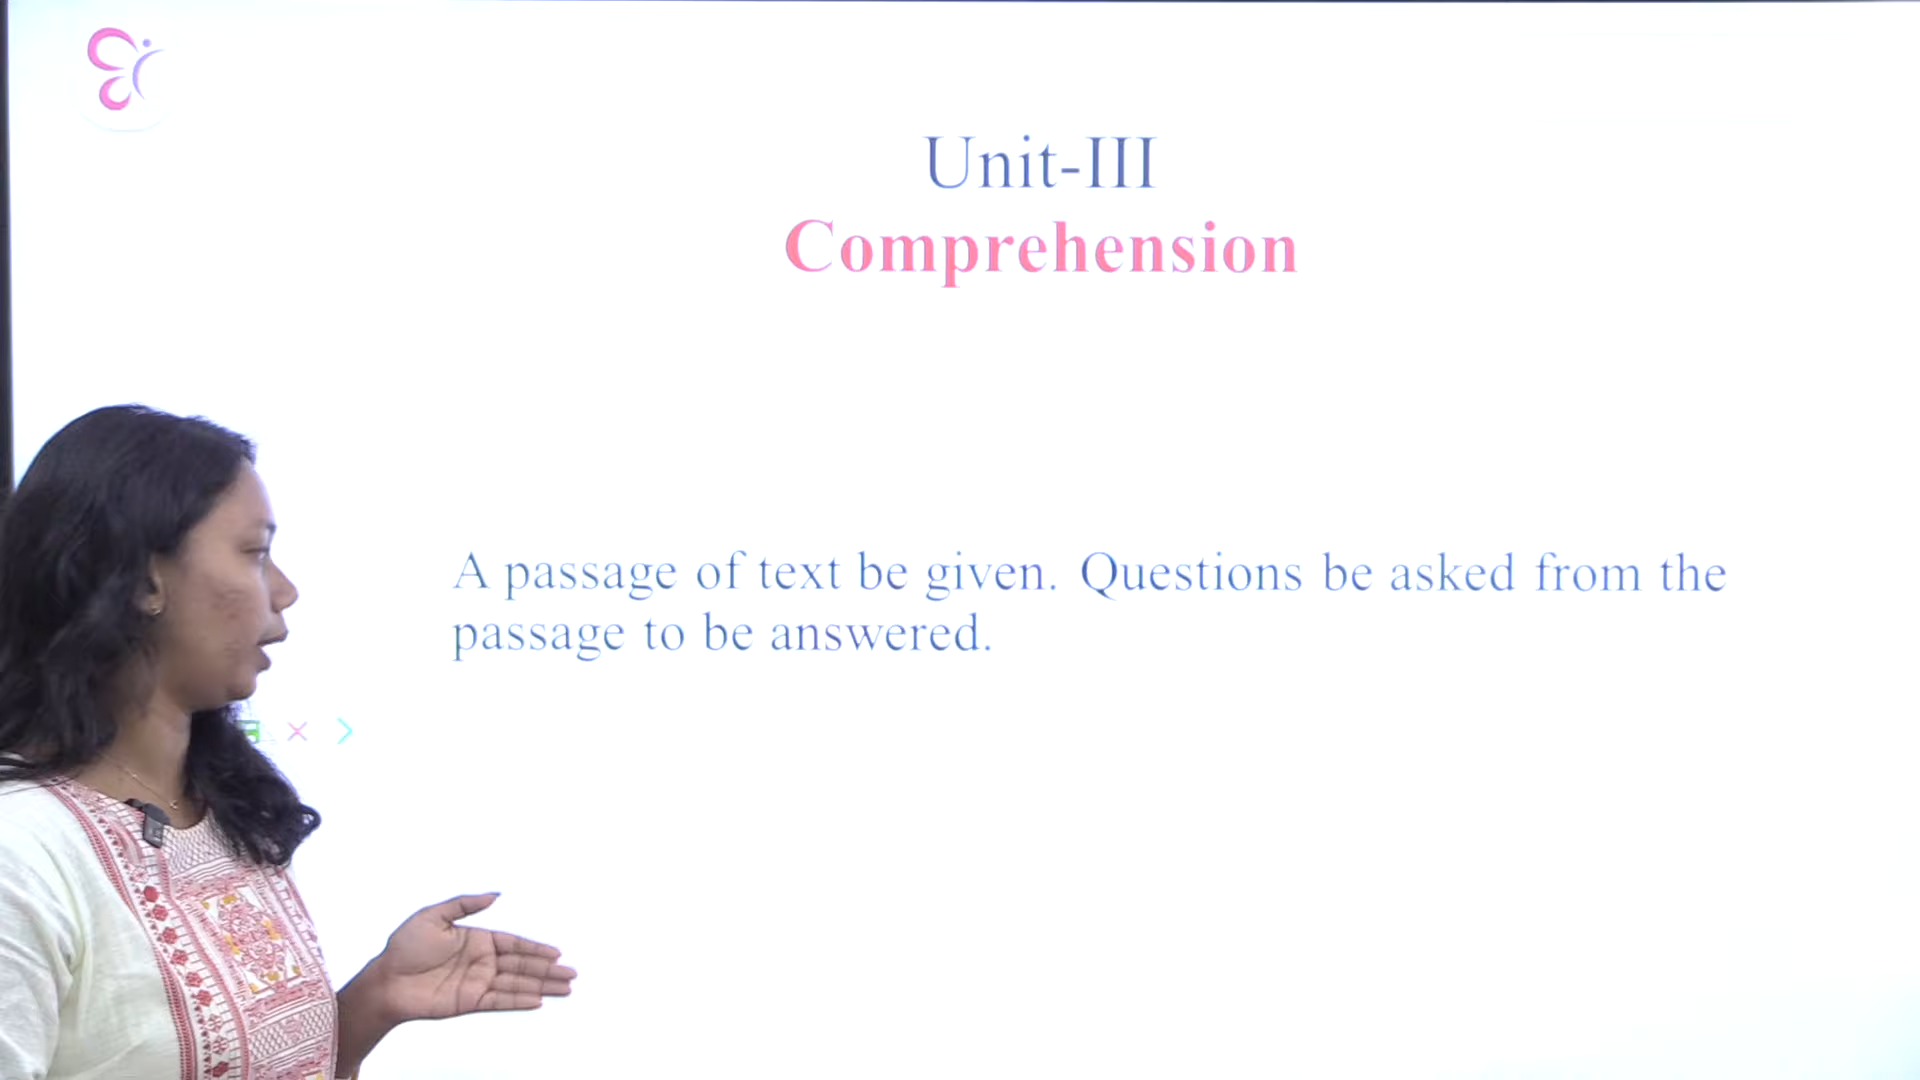 Unit-III
Comprehension
A passage of text be given. Questions be asked from the
passage to be answered.